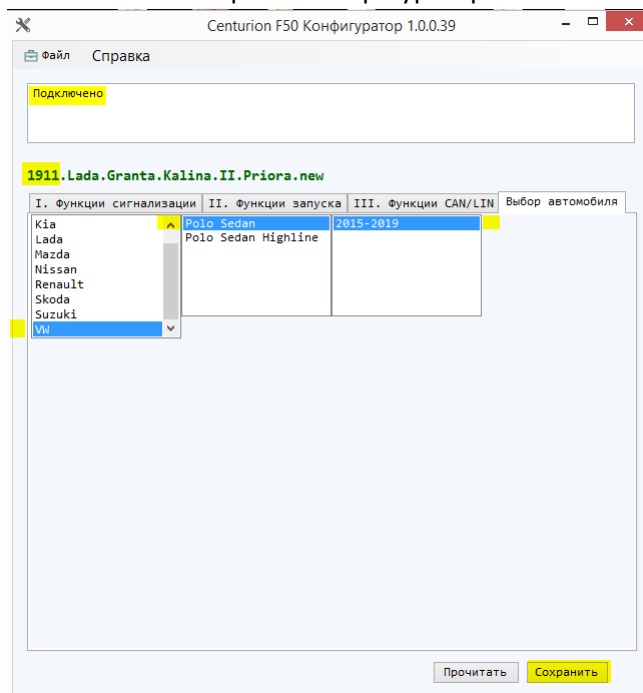 Centurion F50 Конфигуратор 1.0.0.39
Файл Справка
Подключено
1911.Lada.Granta.Kalina.II.Priora.new
I. Функции сигнализации II. Функции запуска III. Функции CAN/LIN Выбор автомобиля
Kia Polo Sedan 2015-2019
Lada Polo Sedan Highline
Mazda
Nissan
Renault
Skoda
Suzuki
VW
Прочитать Сохранить